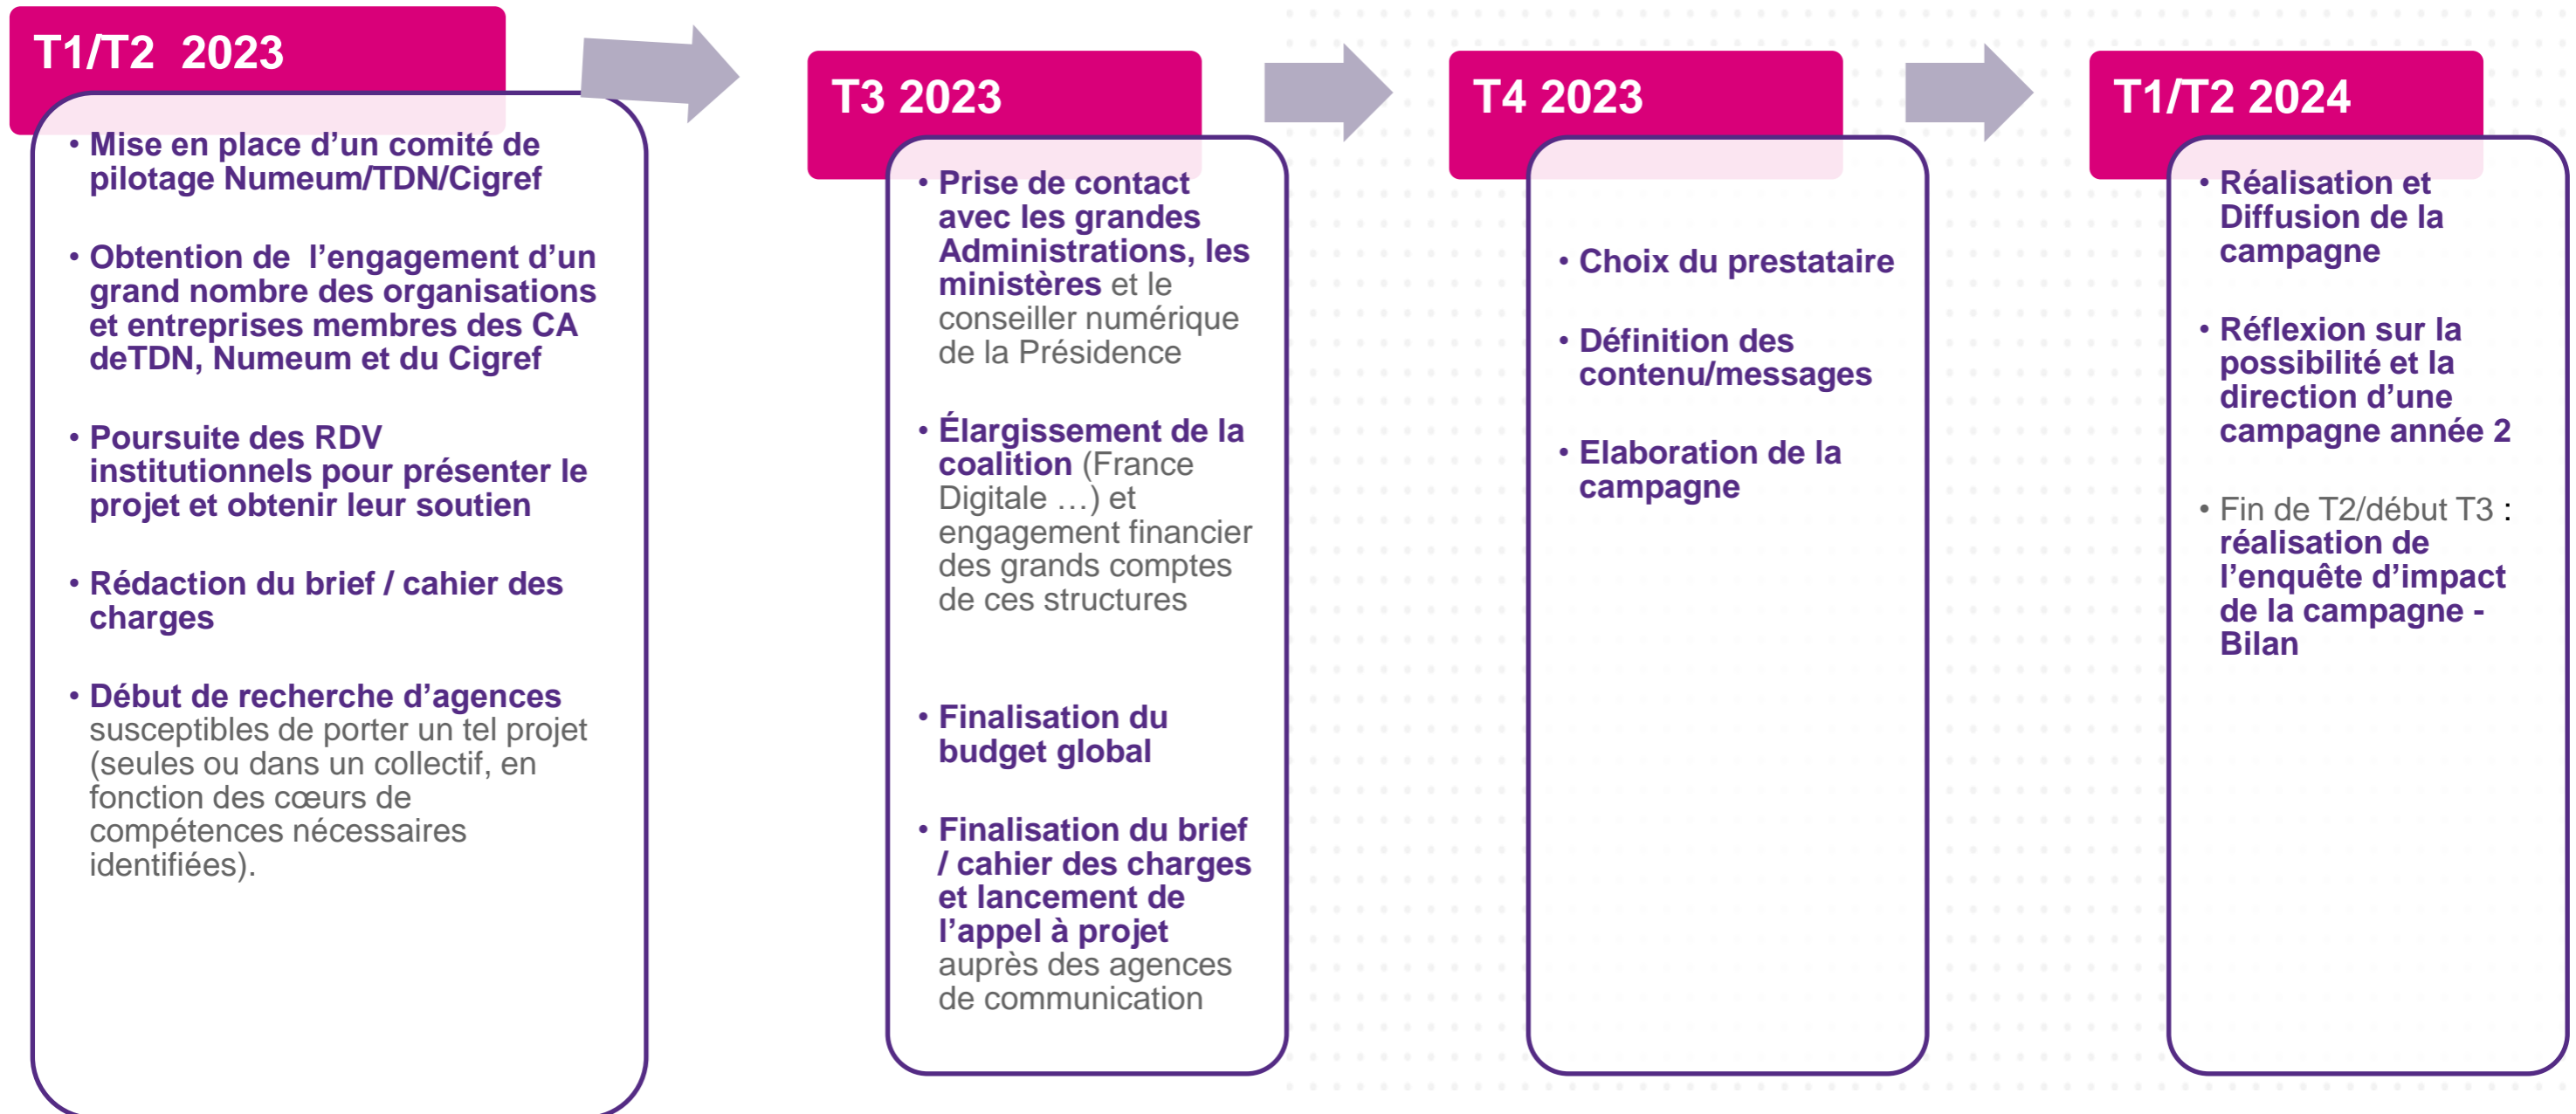 T1/T2 2023
• Mise en place d’un comité de
pilotage Numeum/TDN/Cigref
• Obtention de l’engagement d’un
grand nombre des organisations
et entreprises membres des CA
deTDN, Numeum et du Cigref
• Poursuite des RDV
institutionnels pour présenter le
projet et obtenir leur soutien
• Rédaction du brief / cahier des
charges
• Début de recherche d’agences
susceptibles de porter un tel projet
(seules ou dans un collectif, en
fonction des cœurs de
compétences nécessaires
identifiées).
T3 2023
• Prise de contact
avec les grandes
Administrations, les
ministères et le
conseiller numérique
de la Présidence
• Élargissement de la
coalition (France
Digitale …) et
engagement financier
des grands comptes
de ces structures
• Finalisation du
budget global
• Finalisation du brief
/ cahier des charges
et lancement de
l’appel à projet
auprès des agences
de communication
T4 2023
• Choix du prestataire
• Définition des
contenu/messages
• Elaboration de la
campagne
T1/T2 2024
• Réalisation et
Diffusion de la
campagne
• Réflexion sur la
possibilité et la
direction d’une
campagne année 2
• Fin de T2/début T3 :
réalisation de
l’enquête d’impact
de la campagne -
Bilan